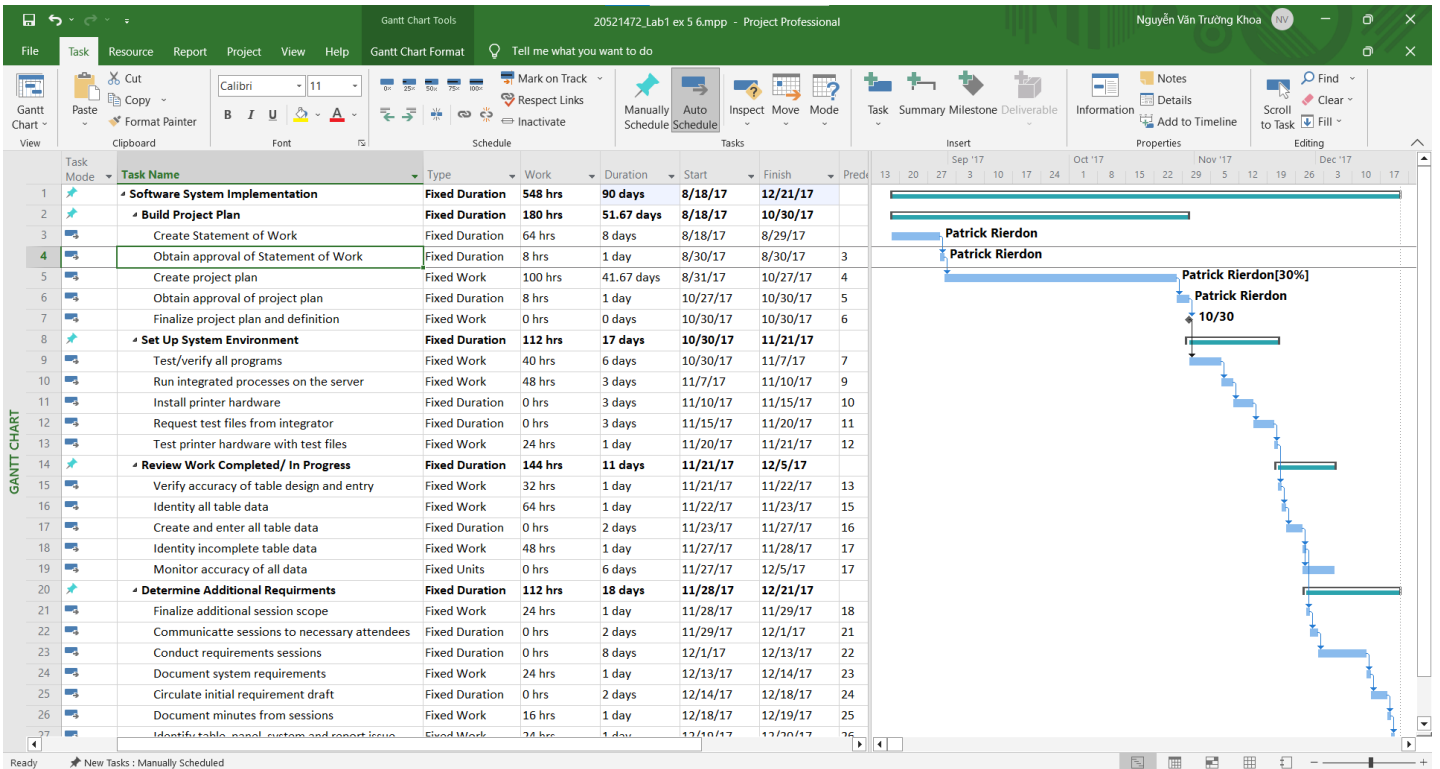 Gantt Chart Tools 20521472_Lab1 ex 5 6.mpp - Project Professional Nguyễn Văn Trường Khoa NV
File Task Resource Report Project View Help Gantt Chart Format Tell me what you want to do
Gantt Chart
View
Paste
Cut
Copy
Format Painter
Clipboard
Calibri 11
B I U A
Font
0× 25× 50× 75× 100×
Mark on Track
Respect Links
Inactivate
Schedule
Manually Schedule
Auto Schedule
Inspect Move Mode
Tasks
Task Summary Milestone Deliverable
Insert
Information
Notes
Details
Add to Timeline
Properties
Scroll to Task
Find
Clear
Fill
Editing
Task Mode Task Name Type Work Duration Start Finish Prede
Sep '17 Oct '17 Nov '17 Dec '17
13 20 27 3 10 17 24 1 8 15 22 29 5 12 19 26 3 10 17
1 Software System Implementation Fixed Duration 548 hrs 90 days 8/18/17 12/21/17
2 Build Project Plan Fixed Duration 180 hrs 51.67 days 8/18/17 10/30/17
3 Create Statement of Work Fixed Duration 64 hrs 8 days 8/18/17 8/29/17 Patrick Rierdon
4 Obtain approval of Statement of Work Fixed Duration 8 hrs 1 day 8/30/17 8/30/17 3 Patrick Rierdon
5 Create project plan Fixed Work 100 hrs 41.67 days 8/31/17 10/27/17 4 Patrick Rierdon[30%]
6 Obtain approval of project plan Fixed Duration 8 hrs 1 day 10/27/17 10/30/17 5 Patrick Rierdon
7 Finalize project plan and definition Fixed Work 0 hrs 0 days 10/30/17 10/30/17 6 10/30
8 Set Up System Environment Fixed Duration 112 hrs 17 days 10/30/17 11/21/17
9 Test/verify all programs Fixed Work 40 hrs 6 days 10/30/17 11/7/17 7
10 Run integrated processes on the server Fixed Work 48 hrs 3 days 11/7/17 11/10/17 9
11 Install printer hardware Fixed Duration 0 hrs 3 days 11/10/17 11/15/17 10
12 Request test files from integrator Fixed Duration 0 hrs 3 days 11/15/17 11/20/17 11
13 Test printer hardware with test files Fixed Work 24 hrs 1 day 11/20/17 11/21/17 12
14 Review Work Completed/ In Progress Fixed Duration 144 hrs 11 days 11/21/17 12/5/17
15 Verify accuracy of table design and entry Fixed Work 32 hrs 1 day 11/21/17 11/22/17 13
16 Identity all table data Fixed Work 64 hrs 1 day 11/22/17 11/23/17 15
17 Create and enter all table data Fixed Duration 0 hrs 2 days 11/23/17 11/27/17 16
18 Identity incomplete table data Fixed Work 48 hrs 1 day 11/27/17 11/28/17 17
19 Monitor accuracy of all data Fixed Units 0 hrs 6 days 11/27/17 12/5/17 17
20 Determine Additional Requirments Fixed Duration 112 hrs 18 days 11/28/17 12/21/17
21 Finalize additional session scope Fixed Work 24 hrs 1 day 11/28/17 11/29/17 18
22 Communicatte sessions to necessary attendees Fixed Duration 0 hrs 2 days 11/29/17 12/1/17 21
23 Conduct requirements sessions Fixed Duration 0 hrs 8 days 12/1/17 12/13/17 22
24 Document system requirements Fixed Work 24 hrs 1 day 12/13/17 12/14/17 23
25 Circulate initial requirement draft Fixed Duration 0 hrs 2 days 12/14/17 12/18/17 24
26 Document minutes from sessions Fixed Work 16 hrs 1 day 12/18/17 12/19/17 25
27 Identify table, panel, system and report issue Fixed Work 24 hrs 1 day 12/19/17 12/20/17 26
GANTT CHART
Ready New Tasks : Manually Scheduled